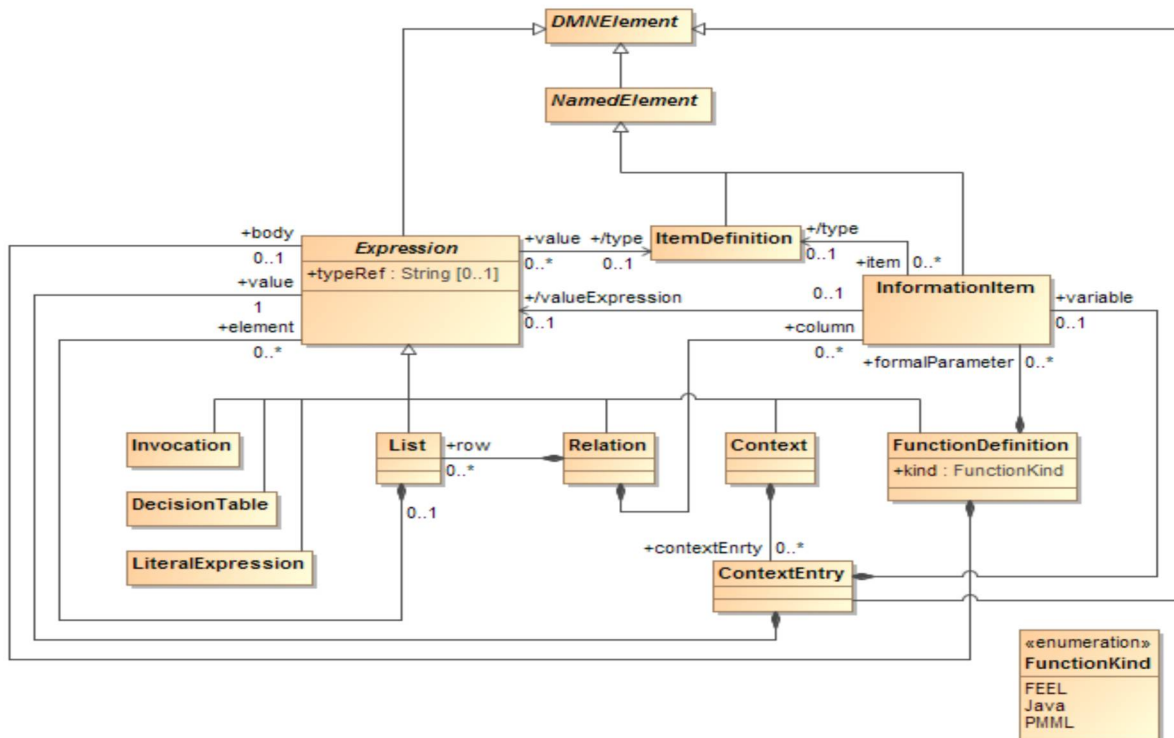 DMNElement
NamedElement
+body
0..1
+value
1
+element
0..*
Expression
+typeRef : String [0..1]
+value
0..*
+/type
0..1
ItemDefinition
+/type
0..1
+item
0..*
+/valueExpression
0..1
0..1
InformationItem
+column
0..*
+variable
0..1
+formalParameter
0..*
Invocation
DecisionTable
LiteralExpression
List
0..1
+row
0..*
Relation
Context
FunctionDefinition
+kind : FunctionKind
+contextEnrty
0..*
ContextEntry
«enumeration»
FunctionKind
FEEL
Java
PMML